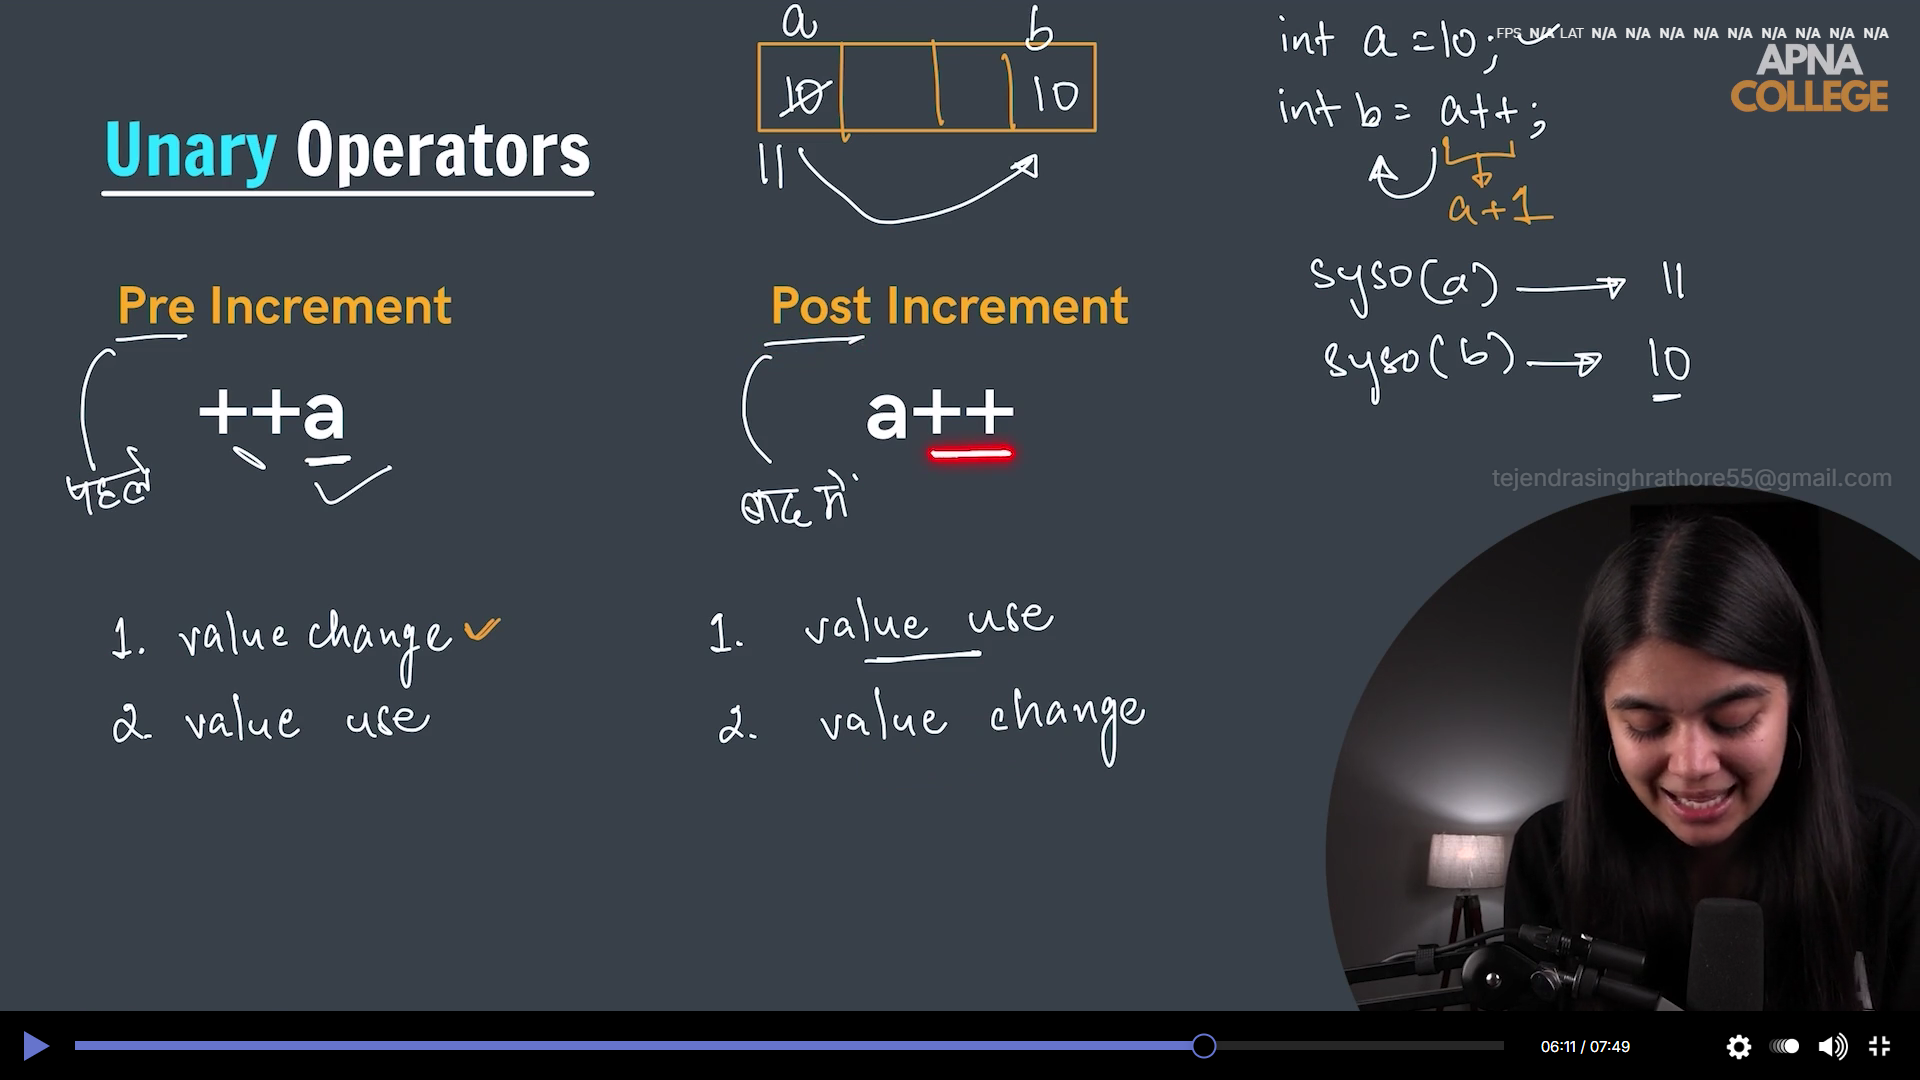 a
b
10
10
11
int a = 10;
int b = a++;
a+1
FPS N/A LAT N/A N/A N/A N/A N/A N/A N/A N/A N/A
APNA
COLLEGE
Unary Operators
syso(a) 11
syso(b) 10
Pre Increment
++a
पहले
Post Increment
a++
बाद में
tejendrasinghrathore55@gmail.com
1. value change
2. value use
1. value use
2. value change
06:11 / 07:49